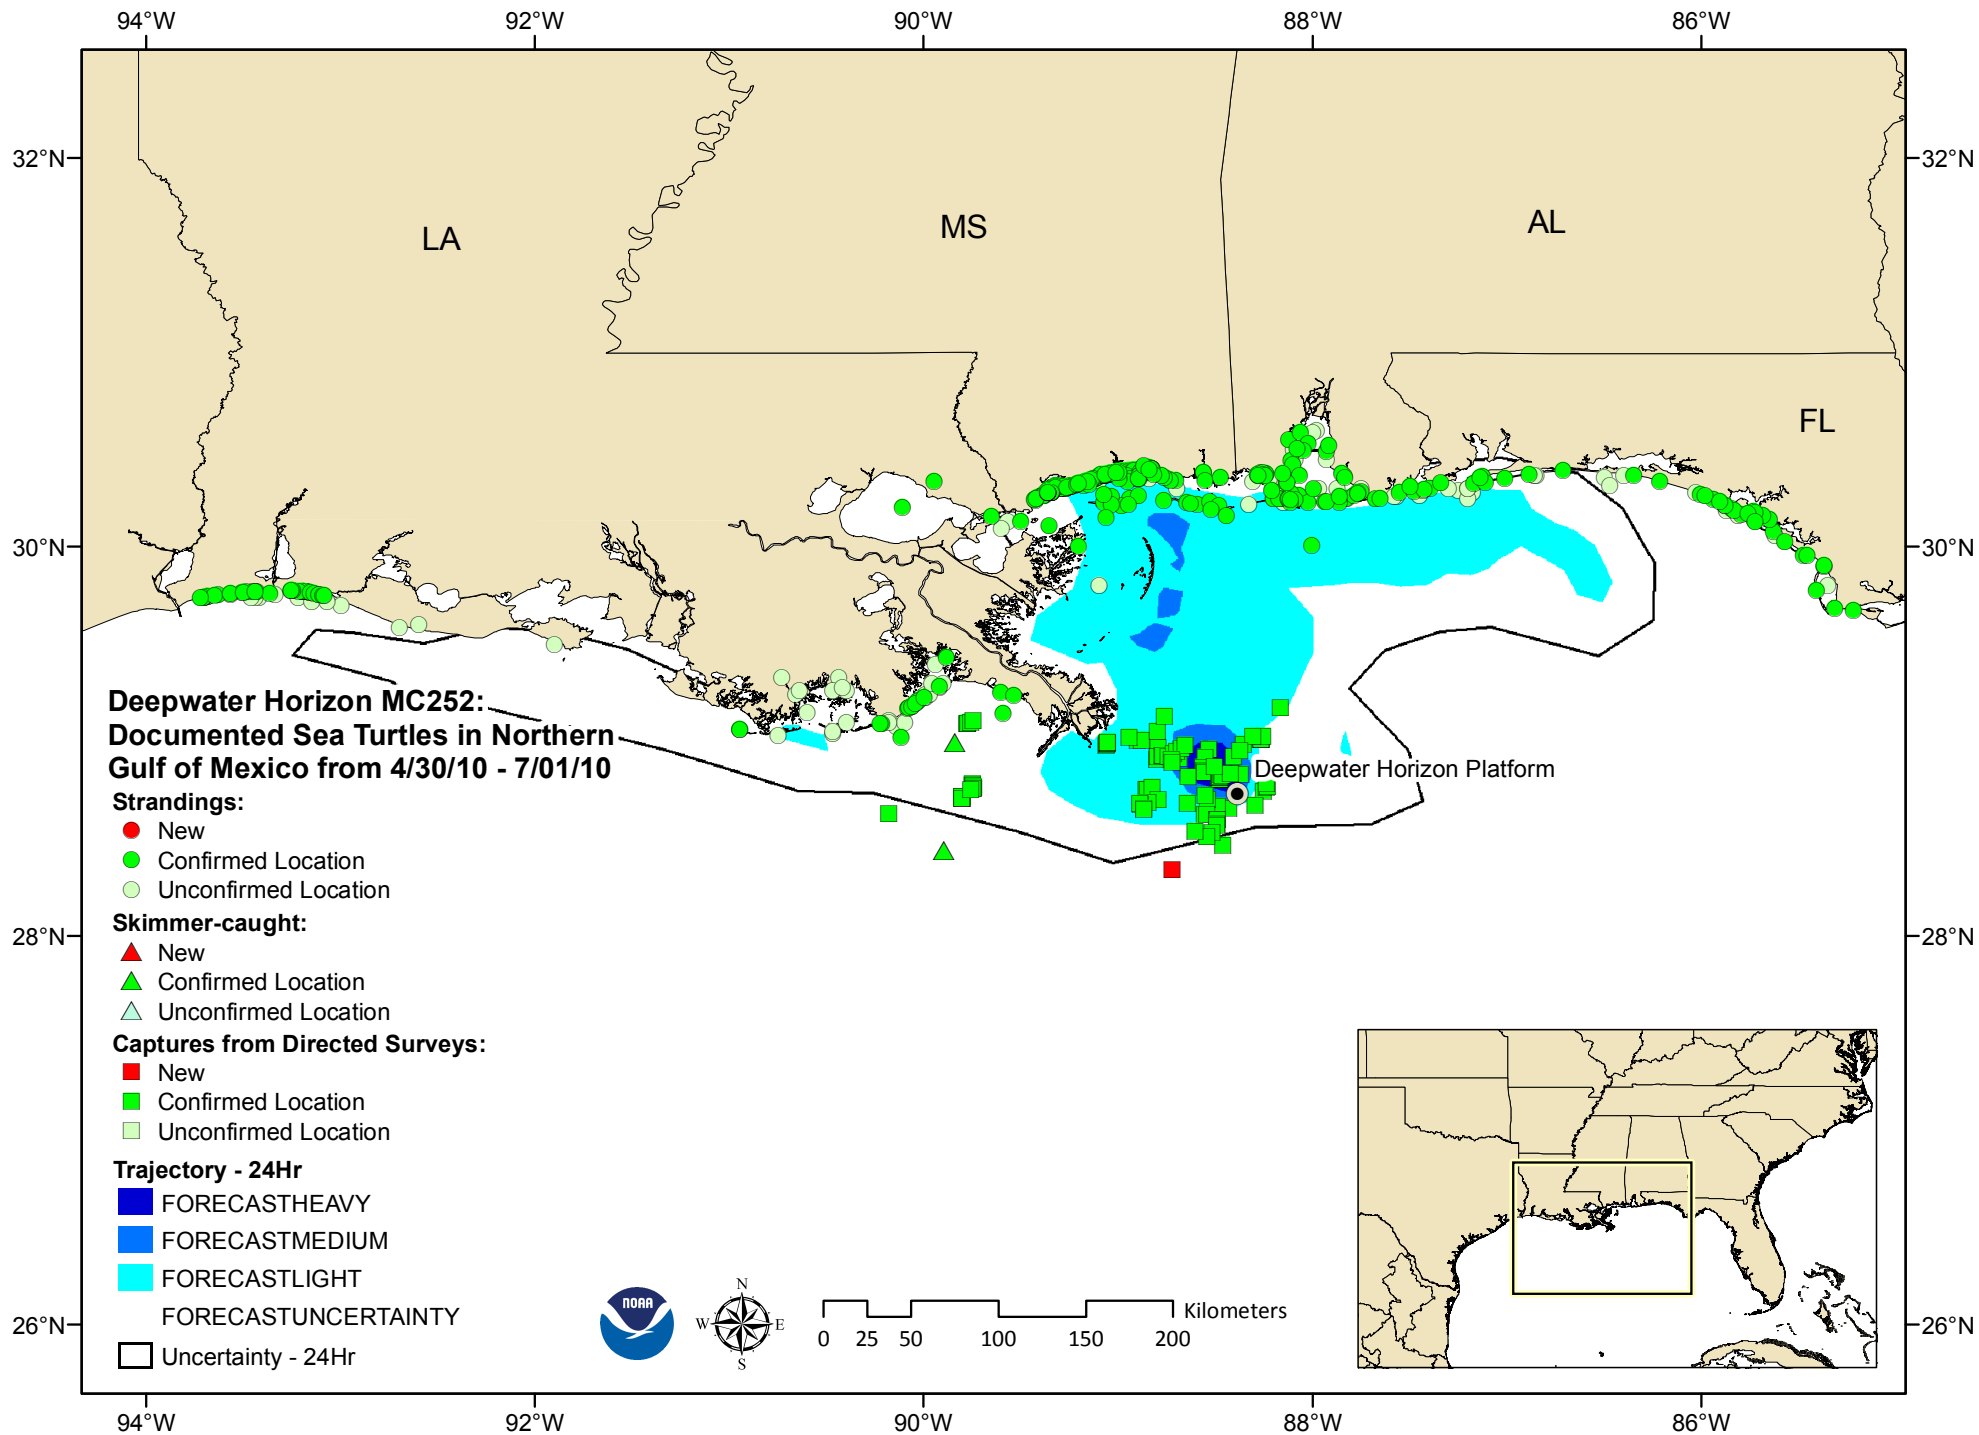 94°W 92°W 90°W 88°W 86°W
32°N 32°N
LA MS AL
FL
30°N 30°N
Deepwater Horizon MC252:
Documented Sea Turtles in Northern
Gulf of Mexico from 4/30/10 - 7/01/10
Deepwater Horizon Platform
Strandings:
New
Confirmed Location
Unconfirmed Location
Skimmer-caught:
28°N 28°N
New
Confirmed Location
Unconfirmed Location
Captures from Directed Surveys:
New
Confirmed Location
Unconfirmed Location
Trajectory - 24Hr
FORECASTHEAVY
FORECASTMEDIUM
FORECASTLIGHT
FORECASTUNCERTAINTY
Uncertainty - 24Hr
NOAA
N
W E
S
Kilometers
0 25 50 100 150 200
26°N 26°N
94°W 92°W 90°W 88°W 86°W